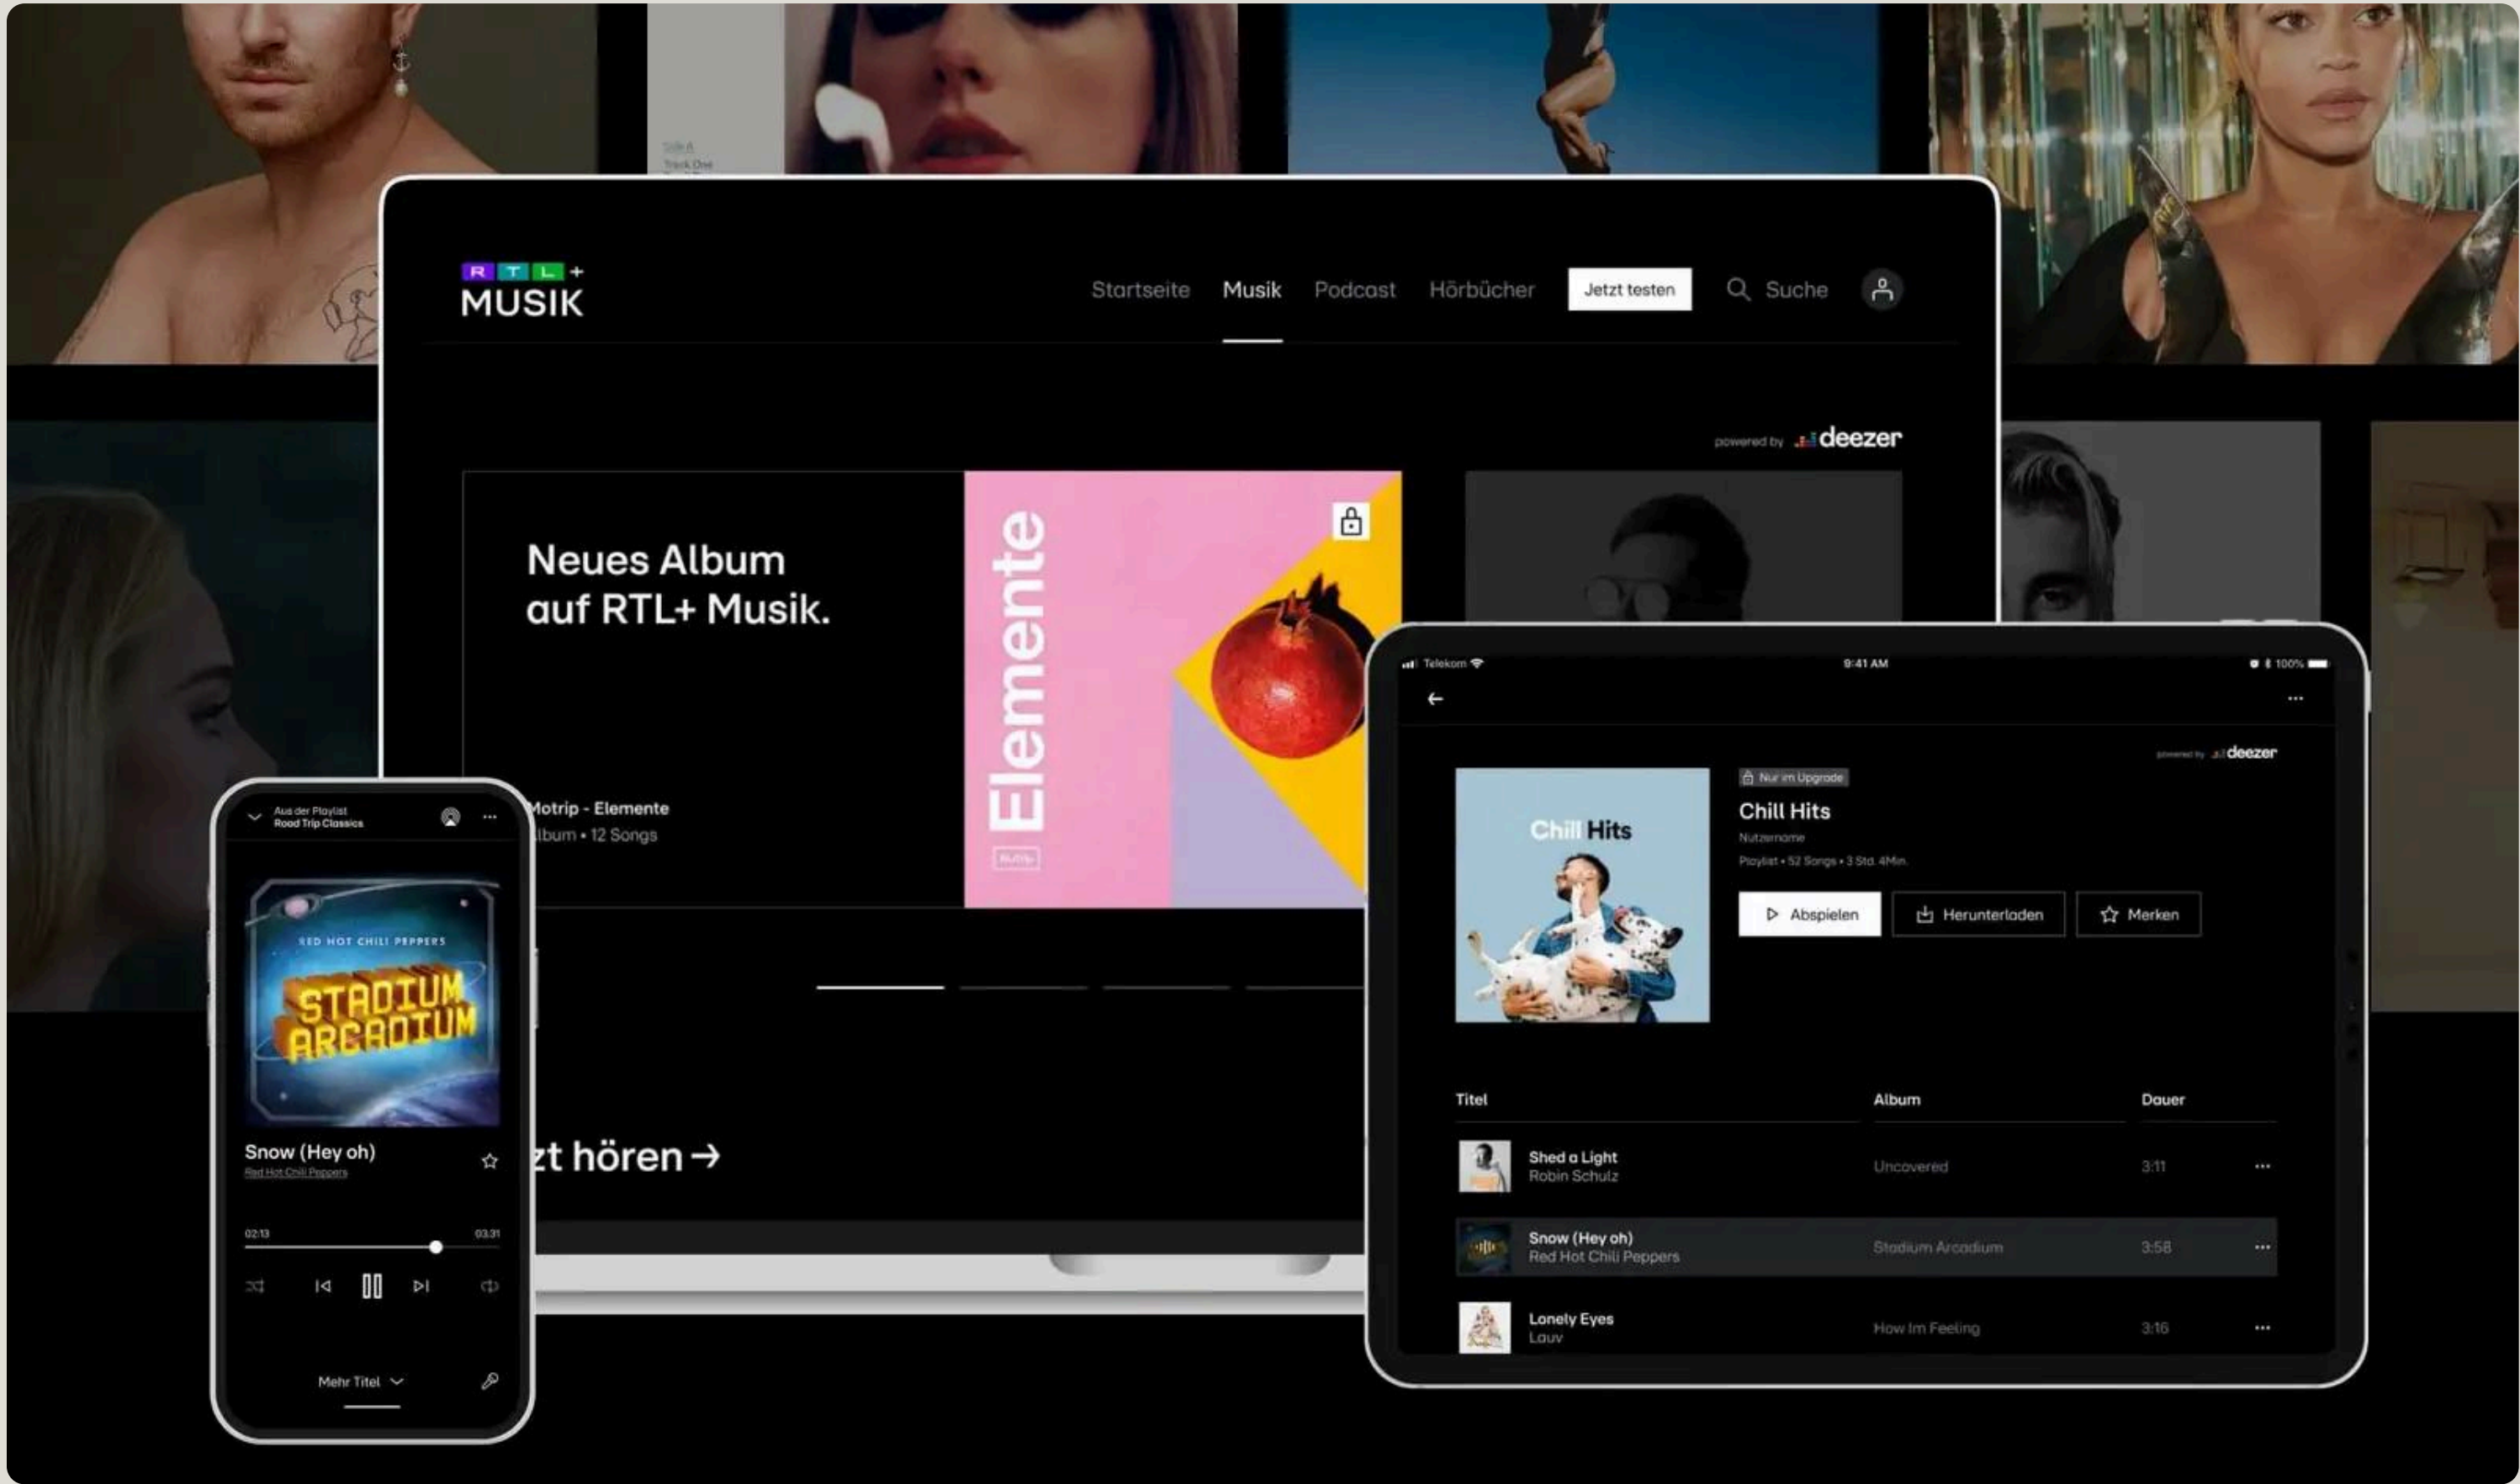 Side A
Track One
RTL+
MUSIK
Startseite
Musik
Podcast
Hörbücher
Jetzt testen
Suche
powered by deezer
Neues Album
auf RTL+ Musik.
Motrip - Elemente
lbum • 12 Songs
Elemente
zt hören →
Aus der Playlist
Road Trip Classics
RED HOT CHILI PEPPERS
STADIUM
ARCADIUM
Snow (Hey oh)
Red Hot Chili Peppers
02:13
03:31
Mehr Titel
Telekom
9:41 AM
100%
powered by deezer
Chill Hits
Nur im Upgrade
Chill Hits
Nutzername
Playlist • 52 Songs • 3 Std. 4Min.
Abspielen
Herunterladen
Merken
Titel
Album
Dauer
Shed a Light
Robin Schulz
Uncovered
3:11
Snow (Hey oh)
Red Hot Chili Peppers
Stadium Arcadium
3:58
Lonely Eyes
Lauv
How Im Feeling
3:16